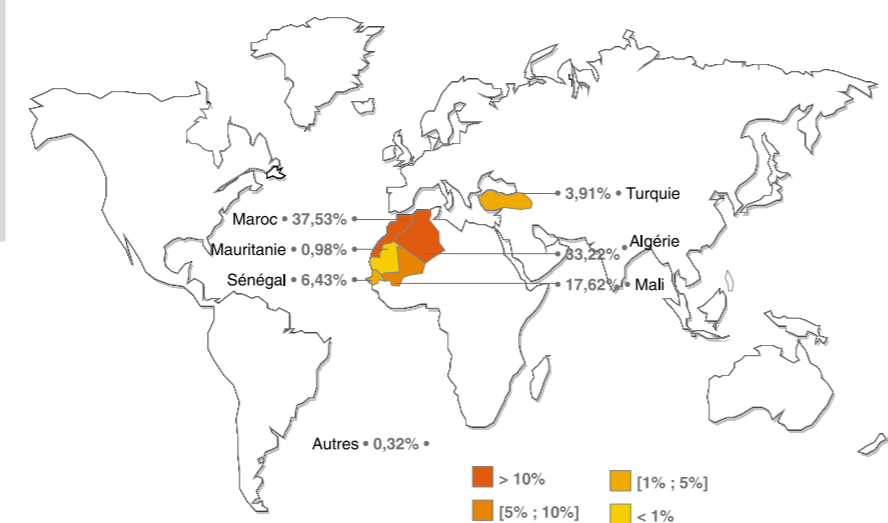 3,91% • Turquie
Maroc • 37,53% •
Algérie
Mauritanie • 0,98% •
• 33,22% •
Sénégal • 6,43% •
• 17,62% • Mali
Autres • 0,32% •
> 10%
[1% ; 5%]
[5% ; 10%]
< 1%